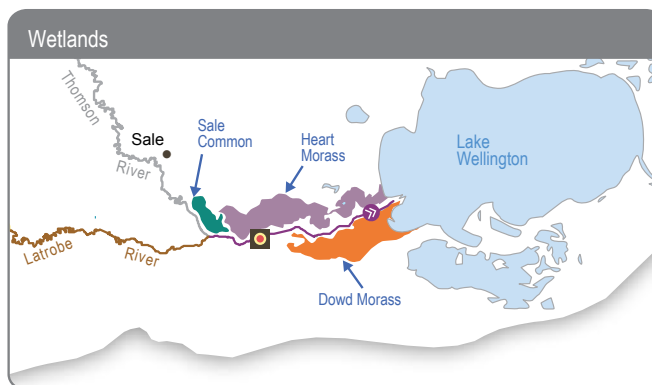 Wetlands
Thomson
River
Sale
Sale
Common
Heart
Morass
Lake
Wellington
Latrobe
River
Dowd Morass